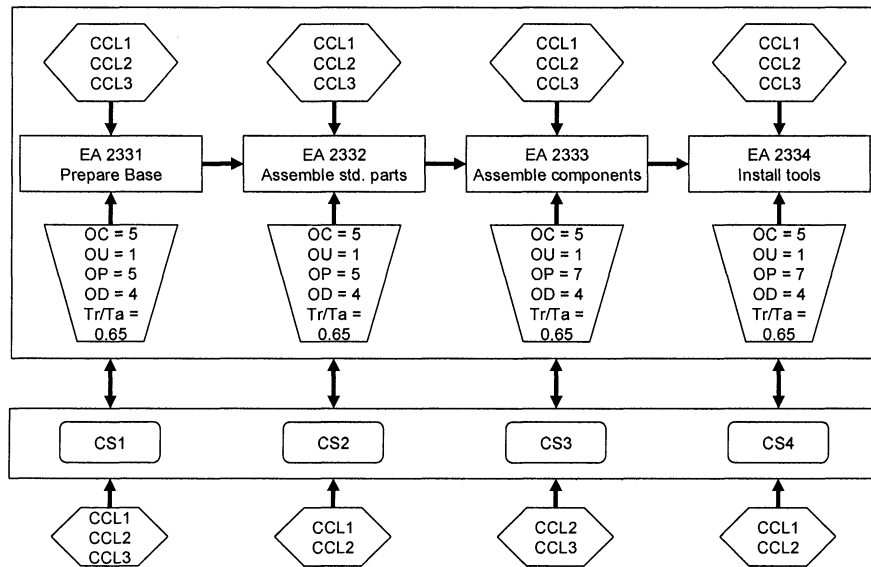 CCL1
CCL2
CCL3
CCL1
CCL2
CCL3
CCL1
CCL2
CCL3
CCL1
CCL2
CCL3
EA 2331
Prepare Base
EA 2332
Assemble std. parts
EA 2333
Assemble components
EA 2334
Install tools
OC = 5
OU = 1
OP = 5
OD = 4
Tr/Ta =
0.65
OC = 5
OU = 1
OP = 5
OD = 4
Tr/Ta =
0.65
OC = 5
OU = 1
OP = 7
OD = 4
Tr/Ta =
0.65
OC = 5
OU = 1
OP = 7
OD = 4
Tr/Ta =
0.65
CS1
CS2
CS3
CS4
CCL1
CCL2
CCL3
CCL1
CCL2
CCL2
CCL3
CCL1
CCL2